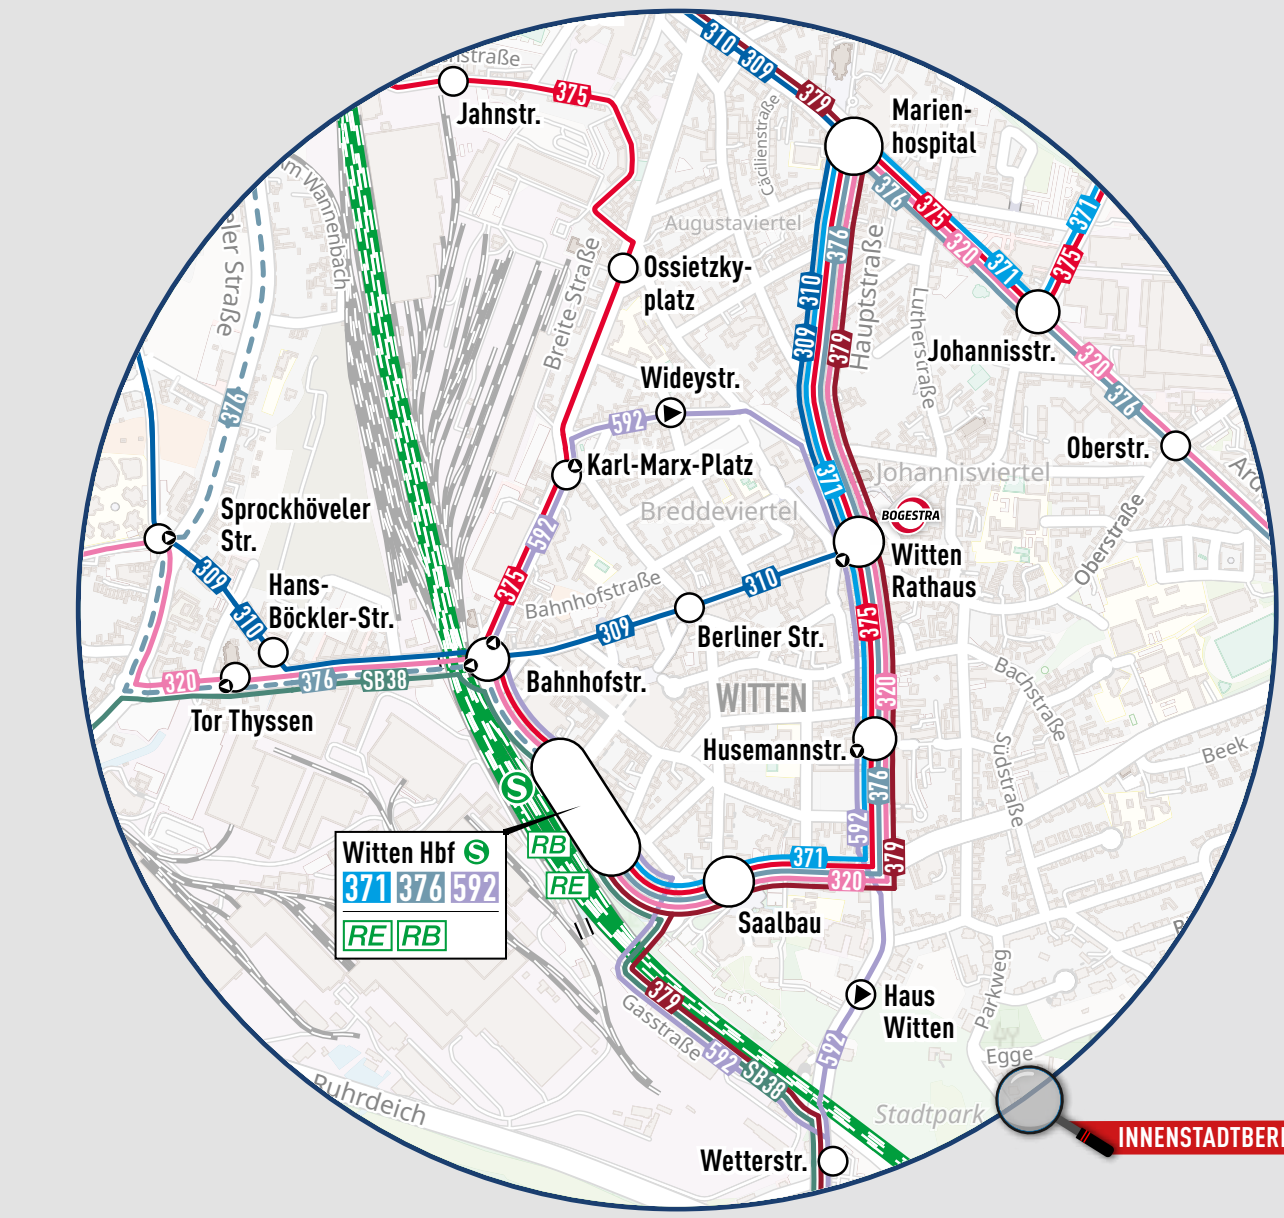 310
309
379
Jahnstr.
375
Marien-
hospital
Cäcilienstraße
Am Wannenbach
376
375
320
371
371
375
Augustaviertel
376
Hauptstraße
310
309
379
Lutherstraße
Breite Straße
Ossietzky-
platz
Johannisstr.
320
376
Wideystr.
592
376
Karl-Marx-Platz
Oberstr.
371
Johannisviertel
Breddeviertel
BOGESTRA
Sprockhöveler
Str.
592
Witten
Rathaus
Oberstraße
309
310
Hans-
Böckler-Str.
375
Bahnhofstraße
310
309
Berliner Str.
375
320
376
SB38
Bahnhofstr.
WITTEN
320
Bachstraße
Tor Thyssen
Husemannstr.
Südstraße
Beek
S
376
592
Witten Hbf S
371 376 592
RE RB
RB
RE
371
320
379
Saalbau
379
Gasstraße
592
SB38
Haus
Witten
592
Parkweg
Egge
Ruhrdeich
Stadtpark
Wetterstr.